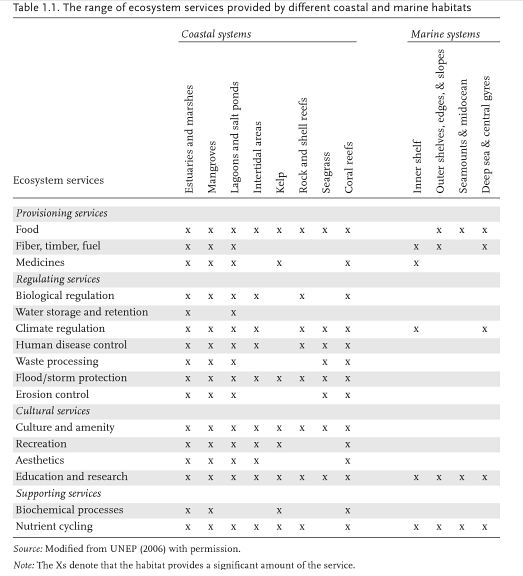 Table 1.1. The range of ecosystem services provided by different coastal and marine habitats
Coastal systems Marine systems
Ecosystem services
Estuaries and marshes
Mangroves
Lagoons and salt ponds
Intertidal areas
Kelp
Rock and shell reefs
Seagrass
Coral reefs
Inner shelf
Outer shelves, edges, & slopes
Seamounts & midocean
Deep sea & central gyres
Provisioning services
Food x x x x x x x x x x x
Fiber, timber, fuel x x x x x x
Medicines x x x x x x
Regulating services
Biological regulation x x x x x x
Water storage and retention x x
Climate regulation x x x x x x x x x
Human disease control x x x x x x x
Waste processing x x x x x
Flood/storm protection x x x x x x x x
Erosion control x x x x x
Cultural services
Culture and amenity x x x x x x x x
Recreation x x x x x x
Aesthetics x x x x x
Education and research x x x x x x x x x x x x
Supporting services
Biochemical processes x x x x
Nutrient cycling x x x x x x x x x x x
Source: Modified from UNEP (2006) with permission.
Note: The Xs denote that the habitat provides a significant amount of the service.